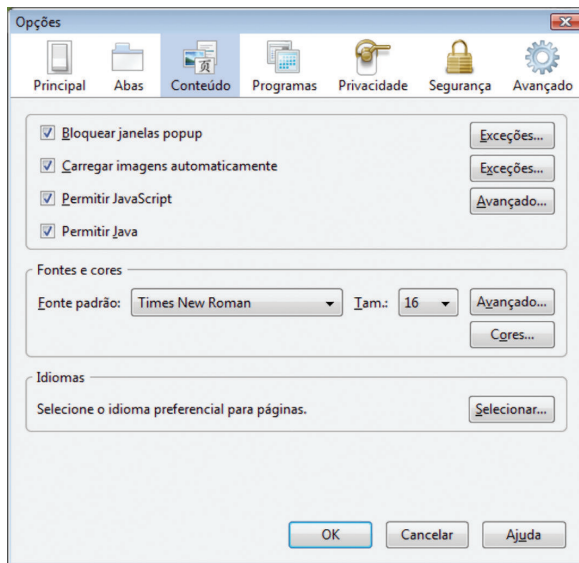 Opções
Principal Abas Conteúdo Programas Privacidade Segurança Avançado
Bloquear janelas popup Exceções...
Carregar imagens automaticamente Exceções...
Permitir JavaScript Avançado...
Permitir Java
Fontes e cores
Fonte padrão: Times New Roman Tam.: 16 Avançado...
Cores...
Idiomas
Selecione o idioma preferencial para páginas. Selecionar...
OK Cancelar Ajuda